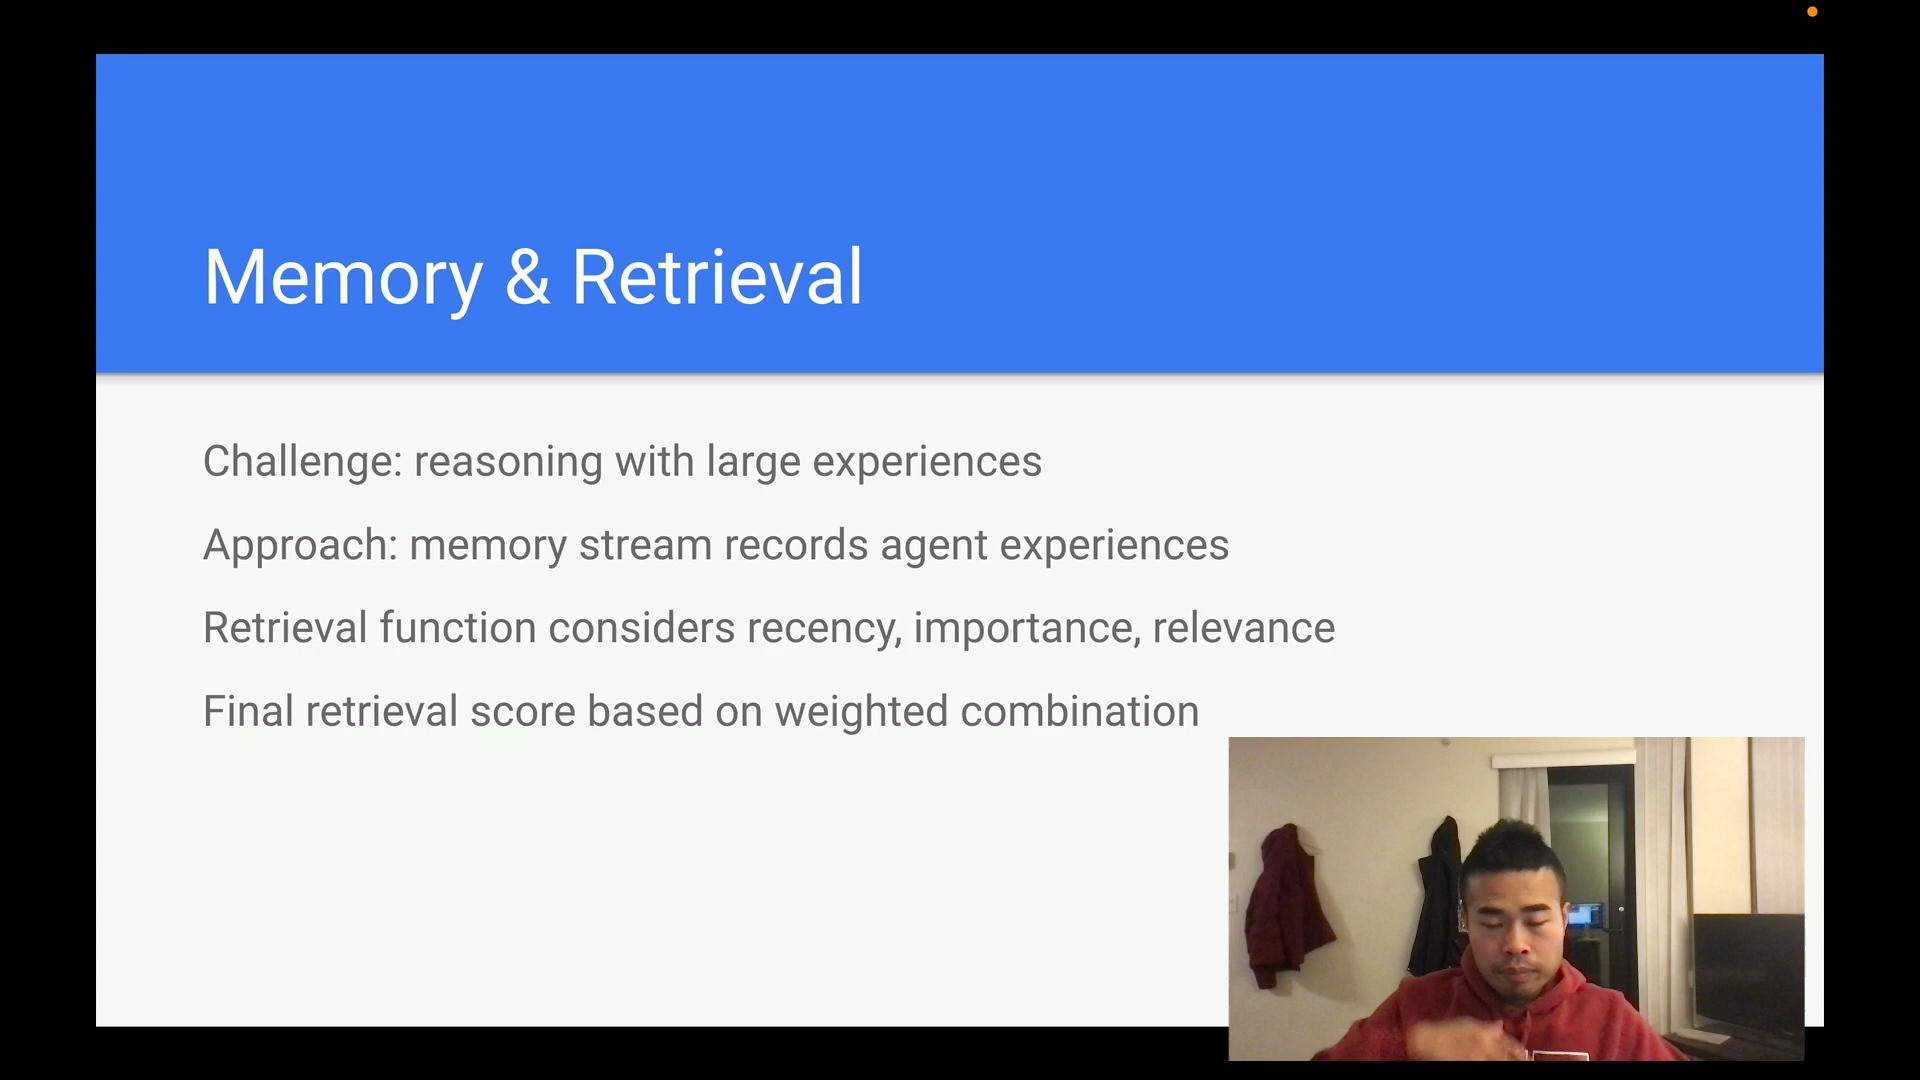 Memory & Retrieval
Challenge: reasoning with large experiences
Approach: memory stream records agent experiences
Retrieval function considers recency, importance, relevance
Final retrieval score based on weighted combination